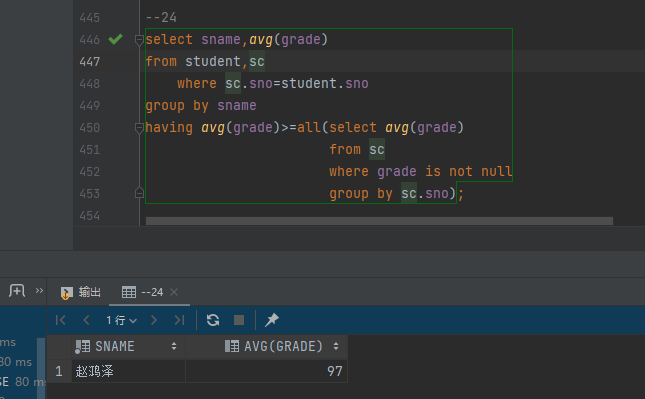 445
446 --24
select sname,avg(grade)
447 from student,sc
448 where sc.sno=student.sno
449 group by sname
450 having avg(grade)>=all(select avg(grade)
451 from sc
452 where grade is not null
453 group by sc.sno);
454
输出
--24
1 行
SNAME AVG(GRADE)
1 赵鸿泽 97
ms
80 ms
SE 80 ms
ms